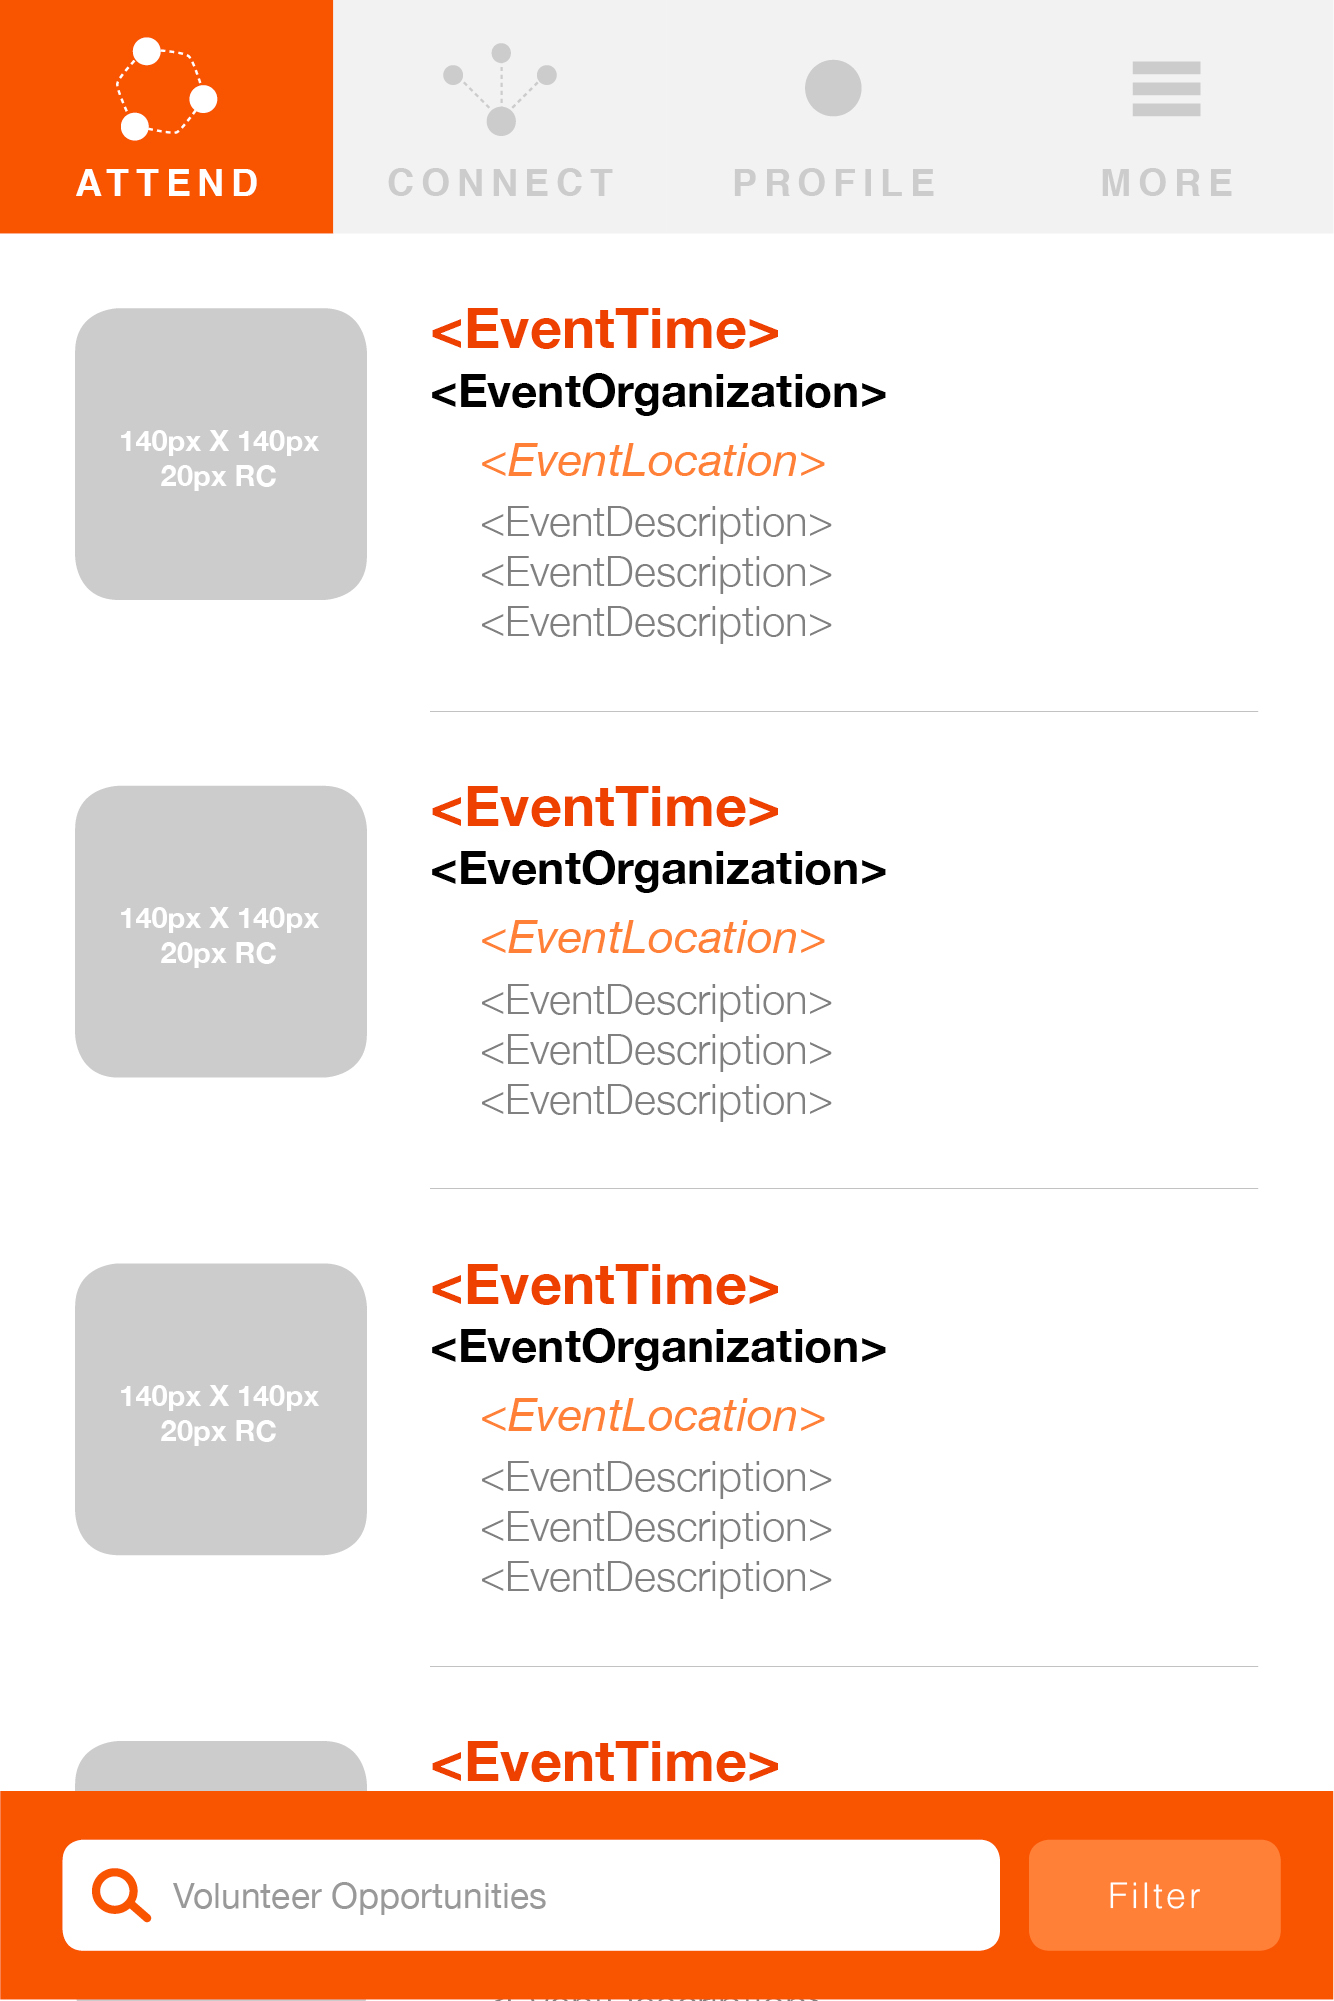 ATTEND CONNECT PROFILE MORE
<EventTime>
<EventOrganization>
<EventLocation>
<EventDescription>
<EventDescription>
<EventDescription>
140px X 140px
20px RC
<EventTime>
<EventOrganization>
<EventLocation>
<EventDescription>
<EventDescription>
<EventDescription>
140px X 140px
20px RC
<EventTime>
<EventOrganization>
<EventLocation>
<EventDescription>
<EventDescription>
<EventDescription>
140px X 140px
20px RC
<EventTime>
Volunteer Opportunities
Filter